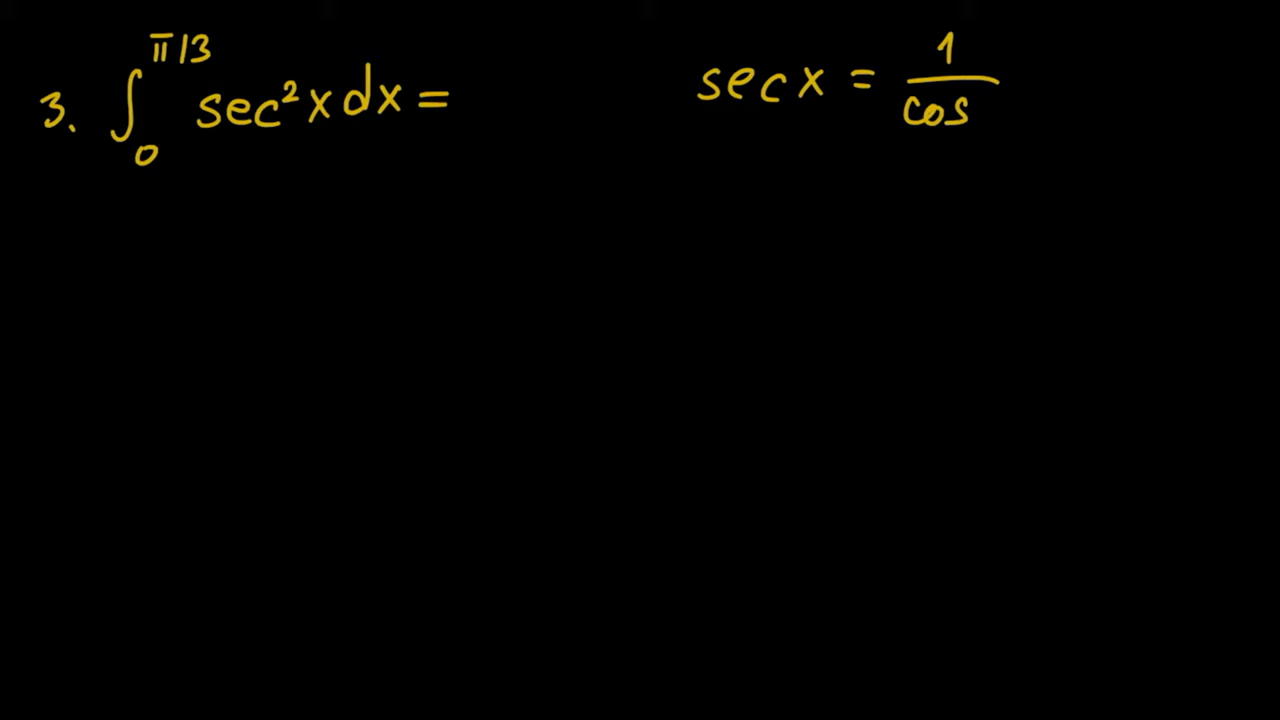 3. ∫₀^π/3 sec²x dx =
sec x = 1/cos